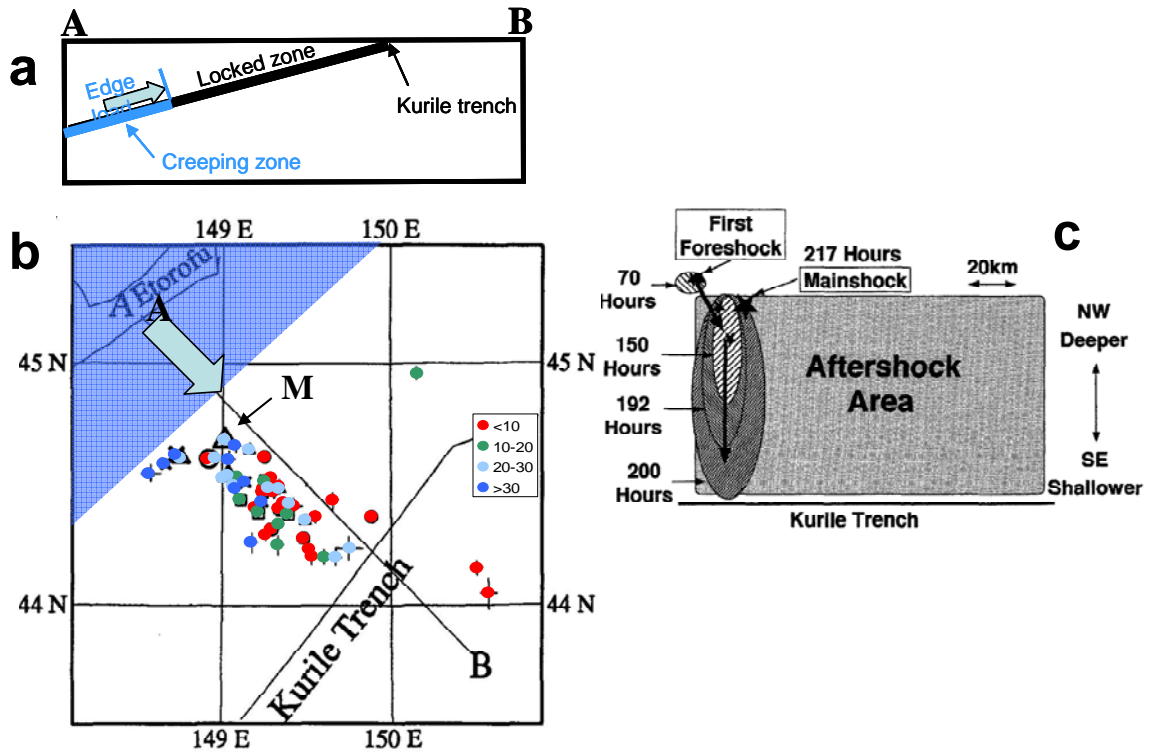 A
B
a
Edge
load
Locked zone
Kurile trench
Creeping zone
b
149 E
150 E
A Etorofu
A
45 N
45 N
M
<10
10-20
20-30
>30
44 N
44 N
Kurile Trench
B
149 E
150 E
c
First
Foreshock
217 Hours
Mainshock
20km
70
Hours
150
Hours
192
Hours
200
Hours
Aftershock
Area
NW
Deeper
SE
Shallower
Kurile Trench